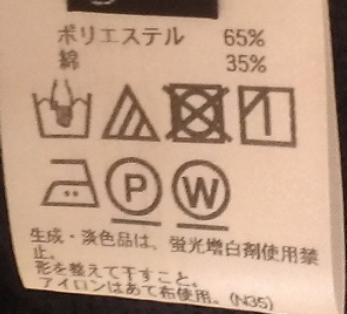 ポリエステル 65%
綿 35%
P W
生成・淡色品は、蛍光増白剤使用禁
止。
形を整えて干すこと。
アイロンはあて布使用。(N35)